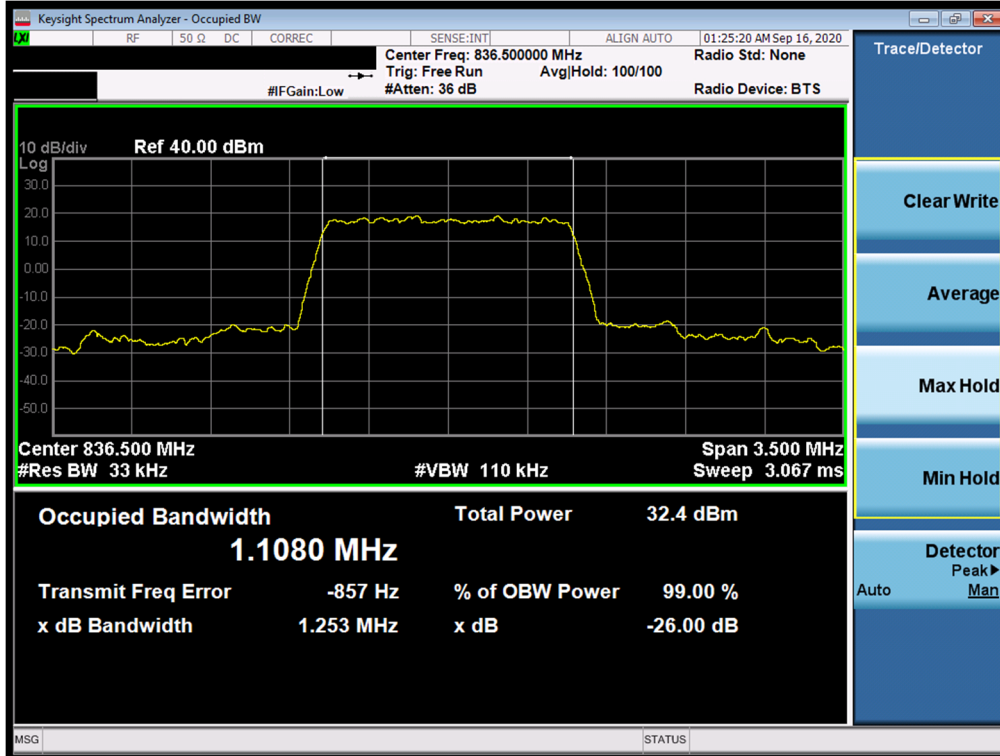 Keysight Spectrum Analyzer - Occupied BW
LXI RF 50 Ω DC CORREC SENSE:INT ALIGN AUTO 01:25:20 AM Sep 16, 2020
Center Freq: 836.500000 MHz Radio Std: None
Trig: Free Run Avg|Hold: 100/100
#IFGain:Low #Atten: 36 dB Radio Device: BTS
Trace/Detector
10 dB/div Ref 40.00 dBm
Log
30.0
20.0
10.0
0.00
-10.0
-20.0
-30.0
-40.0
-50.0
Center 836.500 MHz Span 3.500 MHz
#Res BW 33 kHz #VBW 110 kHz Sweep 3.067 ms
Occupied Bandwidth Total Power 32.4 dBm
1.1080 MHz
Transmit Freq Error -857 Hz % of OBW Power 99.00 %
x dB Bandwidth 1.253 MHz x dB -26.00 dB
Clear Write
Average
Max Hold
Min Hold
Detector
Peak▶
Auto Man
MSG STATUS